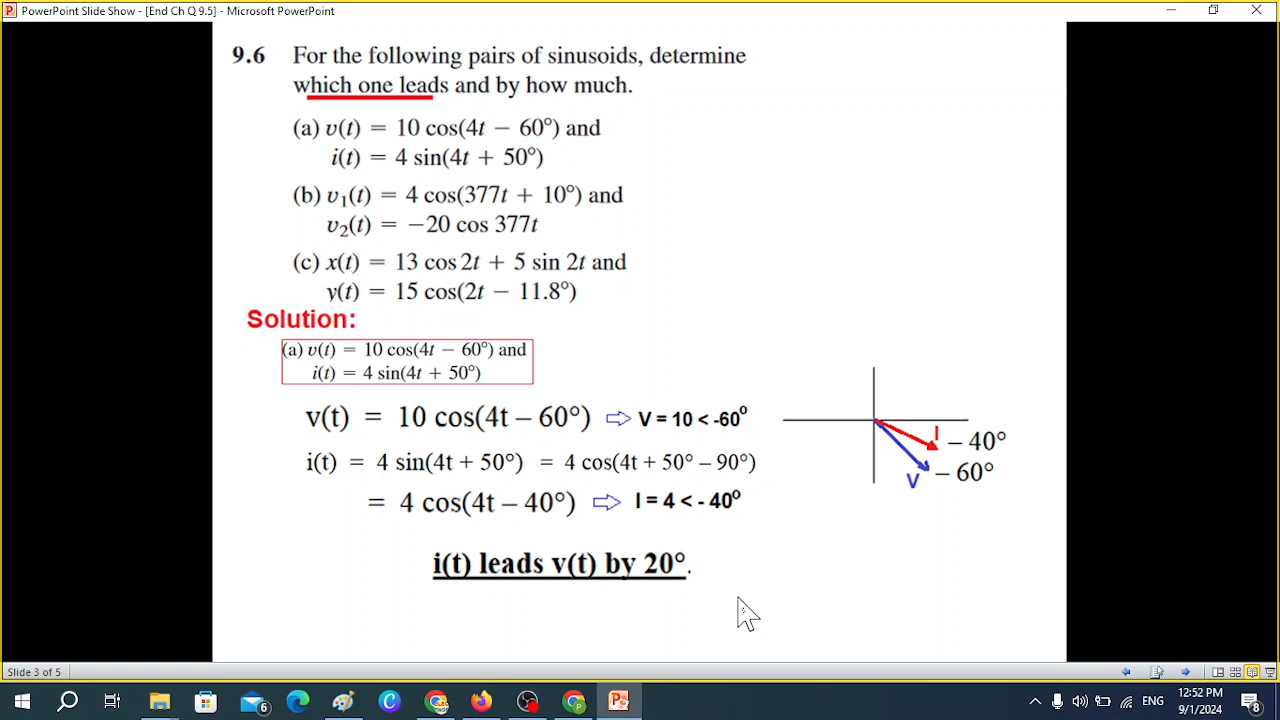 PowerPoint Slide Show - [End Ch Q 9.5] - Microsoft PowerPoint
9.6 For the following pairs of sinusoids, determine
which one leads and by how much.
(a) v(t) = 10 cos(4t − 60°) and
i(t) = 4 sin(4t + 50°)
(b) v₁(t) = 4 cos(377t + 10°) and
v₂(t) = −20 cos 377t
(c) x(t) = 13 cos 2t + 5 sin 2t and
y(t) = 15 cos(2t − 11.8°)
Solution:
(a) v(t) = 10 cos(4t − 60°) and
i(t) = 4 sin(4t + 50°)
v(t) = 10 cos(4t – 60°) ⇨ V = 10 < -60⁰
i(t) = 4 sin(4t + 50°) = 4 cos(4t + 50° – 90°)
= 4 cos(4t – 40°) ⇨ I = 4 < - 40⁰
I – 40°
V – 60°
i(t) leads v(t) by 20°.
Slide 3 of 5
6
ENG
12:52 PM
9/1/2024
8